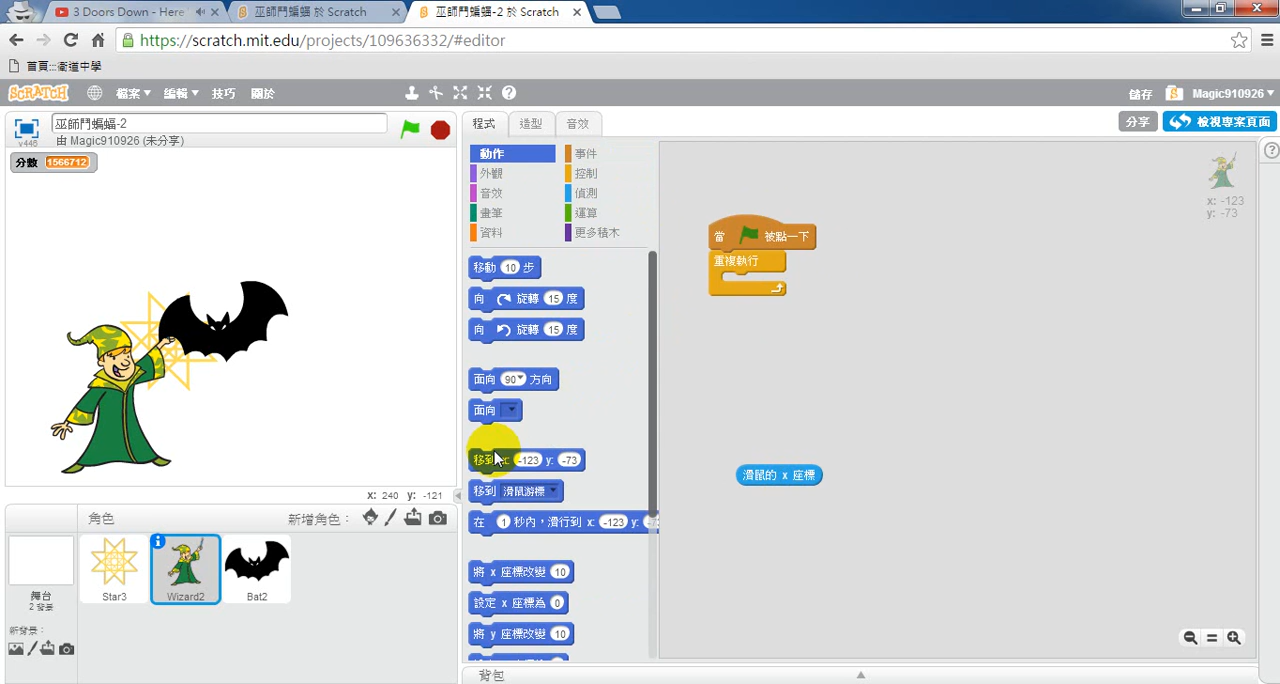 3 Doors Down - Here
巫師鬥蝙蝠 於 Scratch
巫師鬥蝙蝠-2 於 Scratch
https://scratch.mit.edu/projects/109636332/#editor
首頁:::衛道中學
SCRATCH
檔案▼
編輯▼
技巧
關於
儲存
Magic910926▼
v446
巫師鬥蝙蝠-2
由 Magic910926 (未分享)
程式
造型
音效
分享
檢視專案頁面
分數 1566712
動作
事件
外觀
控制
音效
偵測
畫筆
運算
資料
更多積木
移動 10 步
向 旋轉 15 度
向 旋轉 15 度
面向 90▼ 方向
面向
移到 x: -123 y: -73
移到 滑鼠游標
在 1 秒內，滑行到 x: -123 y: -7
將 x 座標改變 10
設定 x 座標為 0
將 y 座標改變 10
當 被點一下
重複執行
滑鼠的 x 座標
x: -123
y: -73
x: 240 y: -121
角色
新增角色：
舞台
2 背景
新背景：
Star3
Wizard2
Bat2
背包